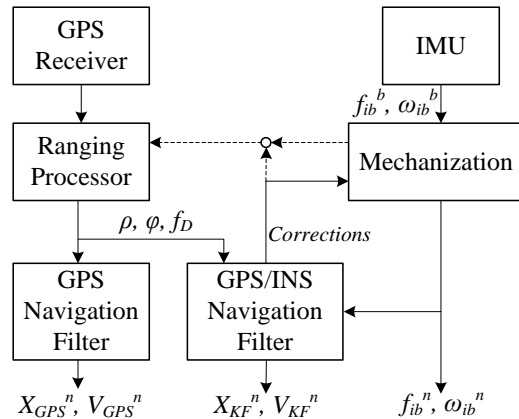 GPS
Receiver
IMU
f_ib^b, ω_ib^b
Ranging
Processor
Mechanization
ρ, φ, f_D
Corrections
GPS
Navigation
Filter
GPS/INS
Navigation
Filter
X_GPS^n, V_GPS^n
X_KF^n, V_KF^n
f_ib^n, ω_ib^n